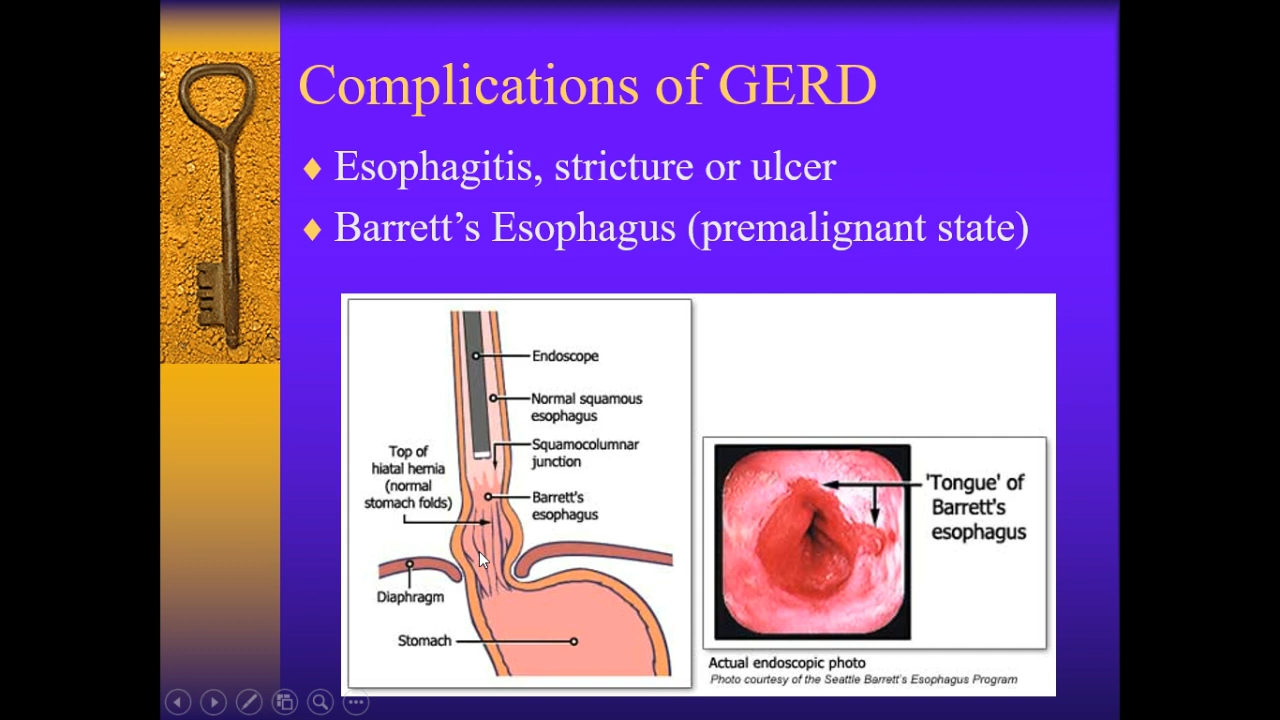 Complications of GERD
♦ Esophagitis, stricture or ulcer
♦ Barrett’s Esophagus (premalignant state)
Endoscope
Normal squamous
esophagus
Squamocolumnar
junction
Top of
hiatal hernia
(normal
stomach folds)
Barrett's
esophagus
Diaphragm
Stomach
'Tongue' of
Barrett's
esophagus
Actual endoscopic photo
Photo courtesy of the Seattle Barrett's Esophagus Program